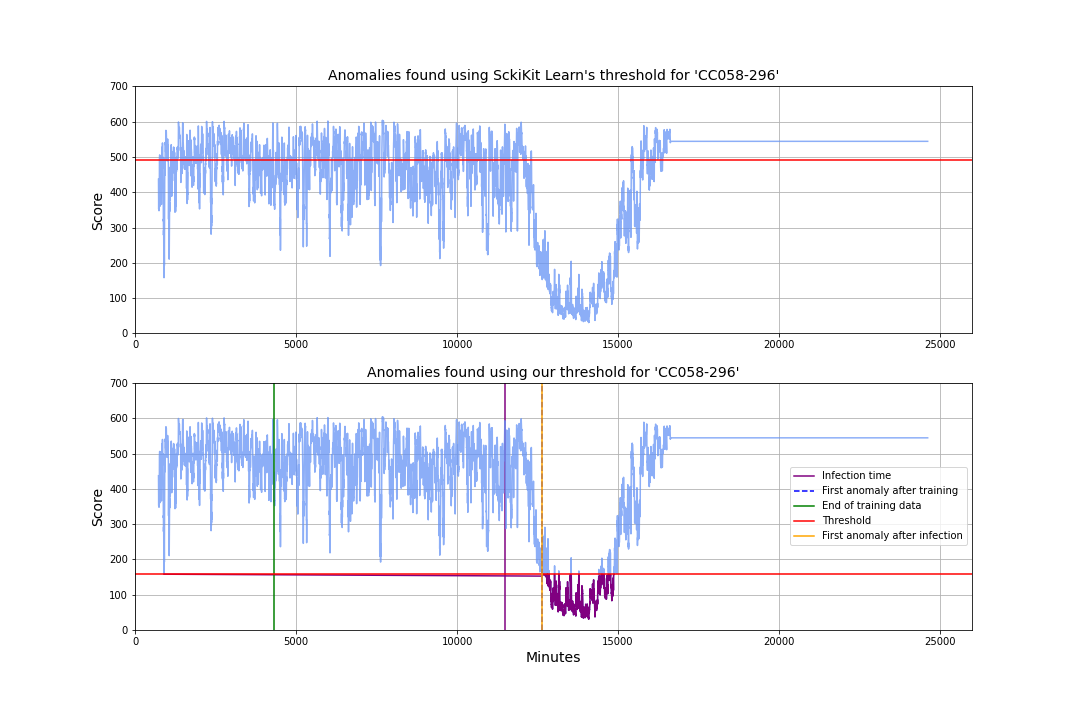 Anomalies found using SckiKit Learn's threshold for 'CC058-296'
700
600
500
400
300
200
100
0
Score
0 5000 10000 15000 20000 25000
Anomalies found using our threshold for 'CC058-296'
700
600
500
400
300
200
100
0
Score
Infection time
First anomaly after training
End of training data
Threshold
First anomaly after infection
0 5000 10000 15000 20000 25000
Minutes